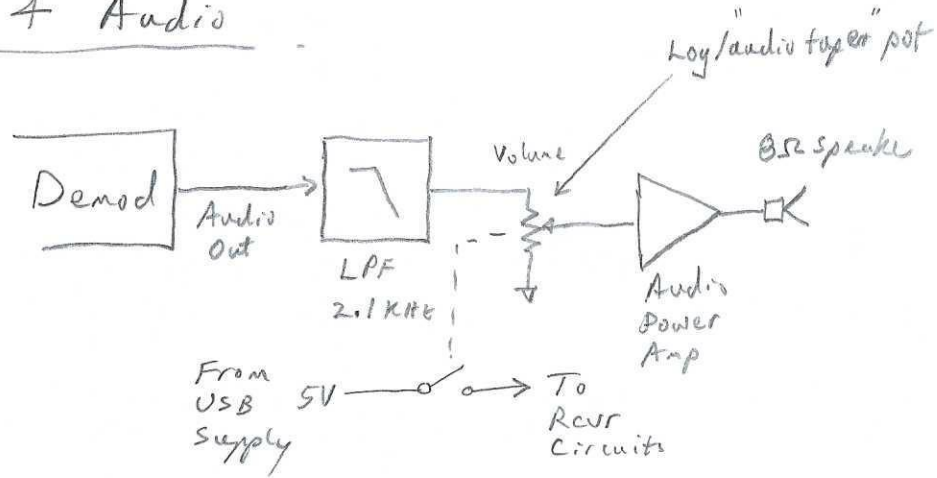 4 Audio
Log/"audio taper" pot
Volume
8Ω speaker
Demod
Audio
Out
LPF
2.1 KHz
Audio
Power
Amp
From
USB
Supply
5V
To
Rcvr
Circuits